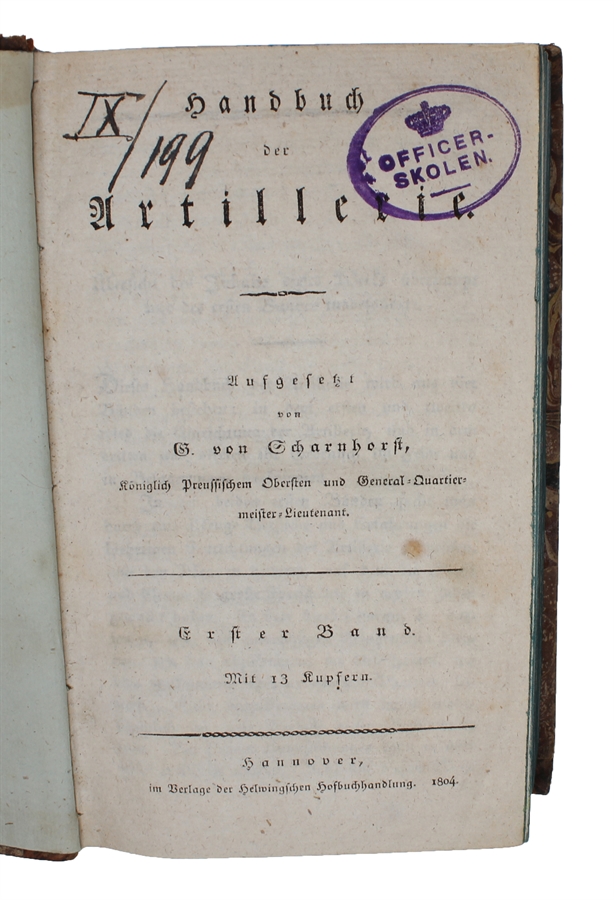 IX/199
OFFICER-
SKOLEN.
Handbuch
der
Artillerie.
Aufgesetzt
von
G. von Scharnhorst,
Königlich Preussischem Obersten und General-Quartier-
meister-Lieutenant.
Erster Band.
Mit 13 Kupfern.
Hannover,
im Verlage der Helwingschen Hofbuchhandlung. 1804.